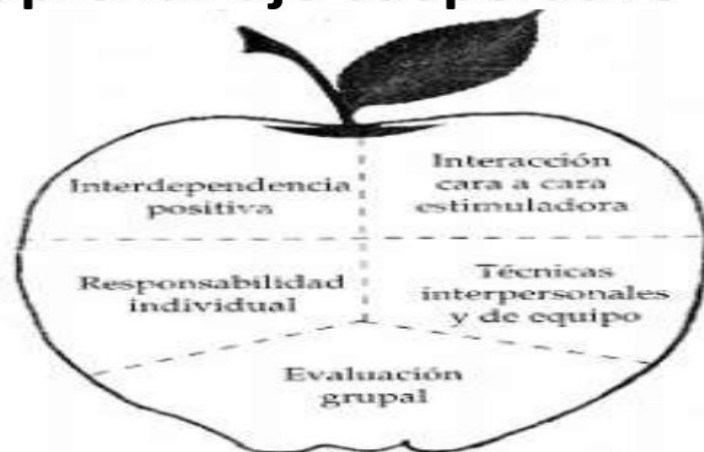 Interdependencia
positiva
Interacción
cara a cara
estimuladora
Responsabilidad
individual
Técnicas
interpersonales
y de equipo
Evaluación
grupal